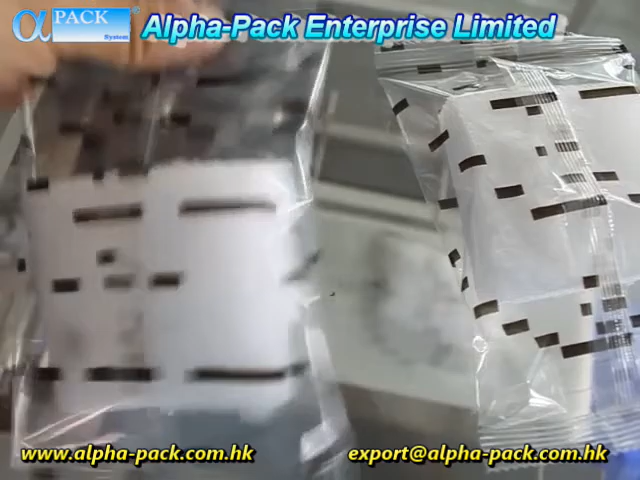 α PACK
System
Alpha-Pack Enterprise Limited
www.alpha-pack.com.hk
export@alpha-pack.com.hk